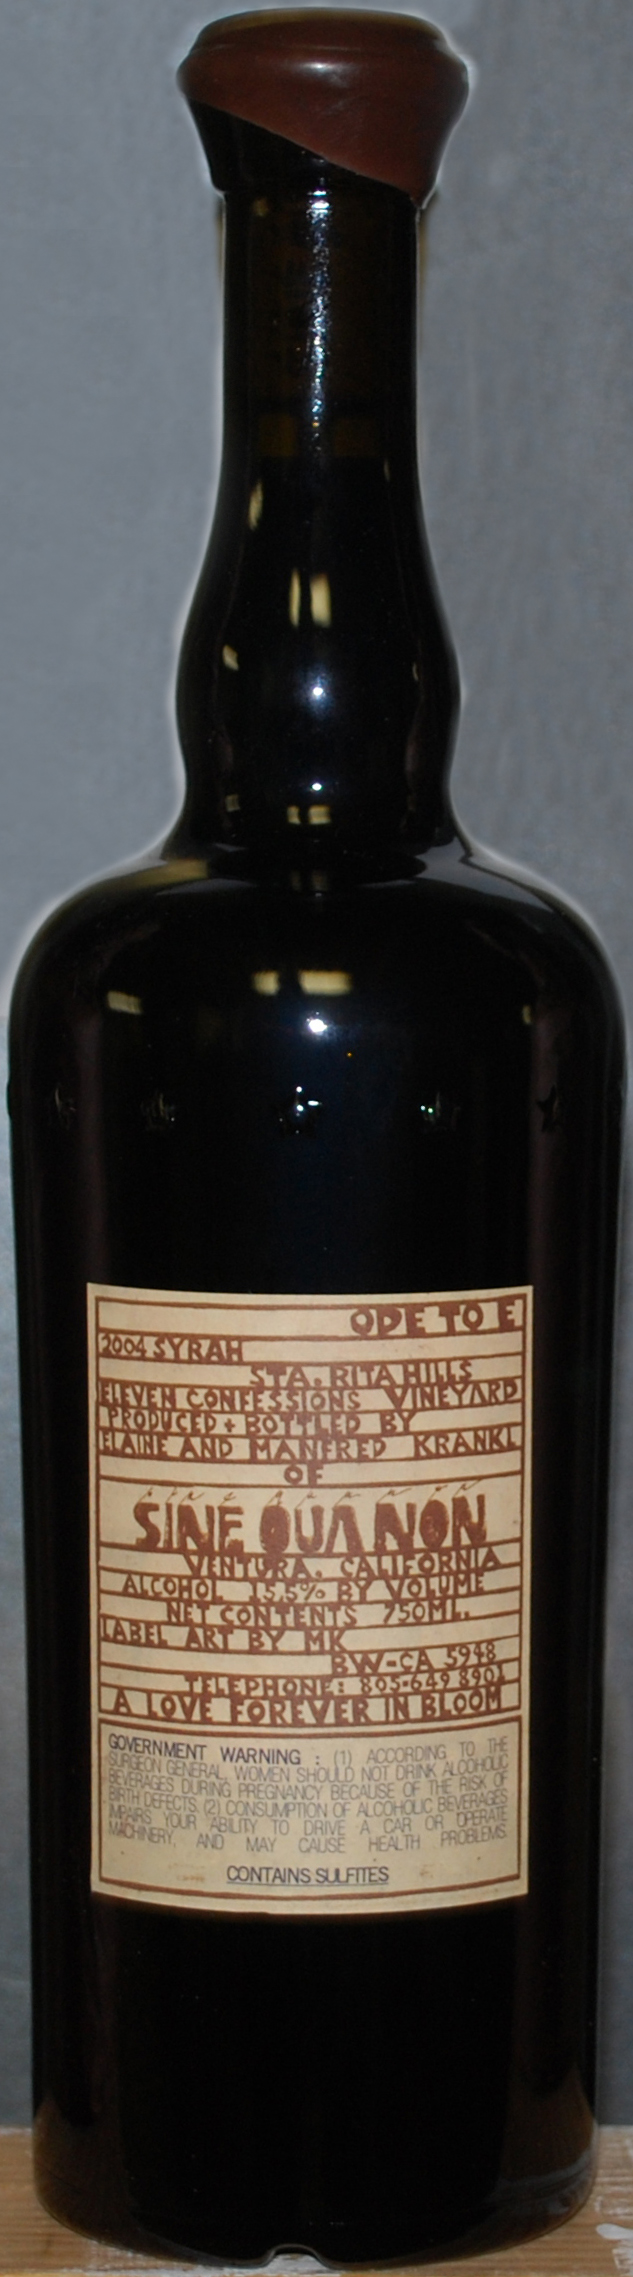 ODE TO E
2004 SYRAH
STA. RITA HILLS
ELEVEN CONFESSIONS VINEYARD
PRODUCED + BOTTLED BY
ELAINE AND MANFRED KRANKL
OF
SINE QUA NON
VENTURA, CALIFORNIA
ALCOHOL 15,5% BY VOLUME
NET CONTENTS 750ML.
LABEL ART BY MK
BW-CA 5948
TELEPHONE: 805-649 8901
A LOVE FOREVER IN BLOOM
GOVERNMENT WARNING : (1) ACCORDING TO THE
SURGEON GENERAL, WOMEN SHOULD NOT DRINK ALCOHOLIC
BEVERAGES DURING PREGNANCY BECAUSE OF THE RISK OF
BIRTH DEFECTS. (2) CONSUMPTION OF ALCOHOLIC BEVERAGES
IMPAIRS YOUR ABILITY TO DRIVE A CAR OR OPERATE
MACHINERY, AND MAY CAUSE HEALTH PROBLEMS.
CONTAINS SULFITES